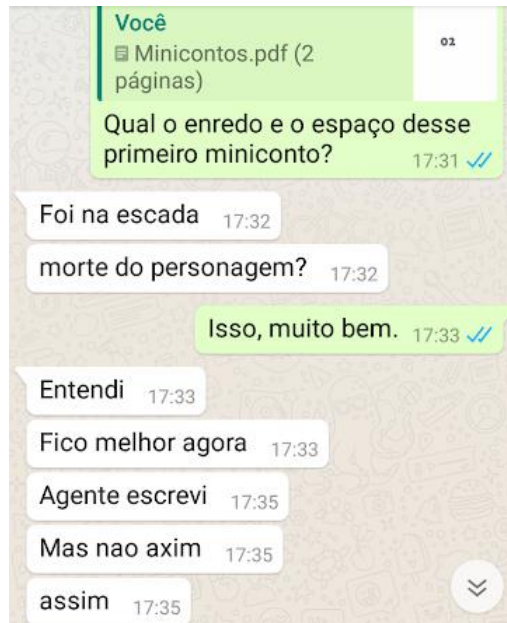 Você
Minicontos.pdf (2
páginas)
02
Qual o enredo e o espaço desse
primeiro miniconto?
17:31
Foi na escada 17:32
morte do personagem? 17:32
Isso, muito bem. 17:33
Entendi 17:33
Fico melhor agora 17:33
Agente escrevi 17:35
Mas nao axim 17:35
assim 17:35